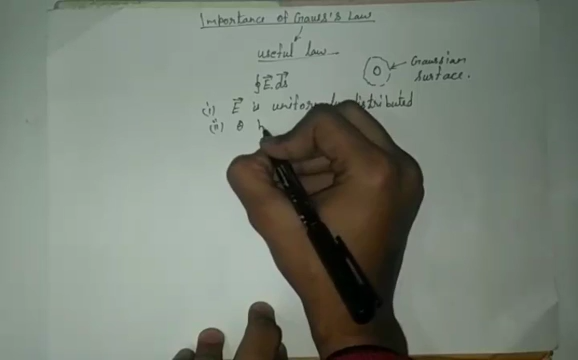 Importance of Gauss's Law
useful law
Gaussian
surface.
∮ E⃗. ds⃗
(i) E⃗ is uniformly distributed
(ii) θ